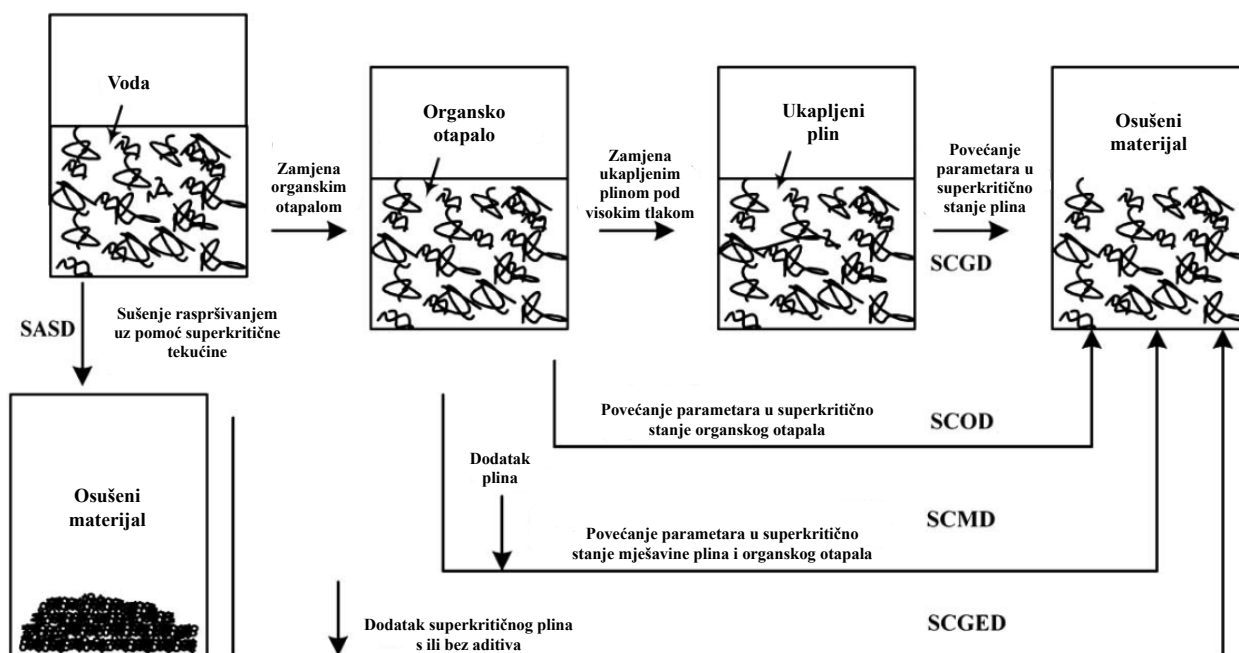 Voda
Organsko
otapalo
Ukapljeni
plin
Osušeni
materijal
Zamjena
organskim
otapalom
Zamjena
ukapljenim
plinom pod
visokim tlakom
Povećanje
parametara u
superkritično
stanje plina
SCGD
SASD
Sušenje raspršivanjem
uz pomoć superkritične
tekućine
Povećanje parametara u superkritično
stanje organskog otapala
SCOD
Dodatak
plina
Osušeni
materijal
Povećanje parametara u superkritično
stanje mješavine plina i organskog otapala
SCMD
Dodatak superkritičnog plina
s ili bez aditiva
SCGED